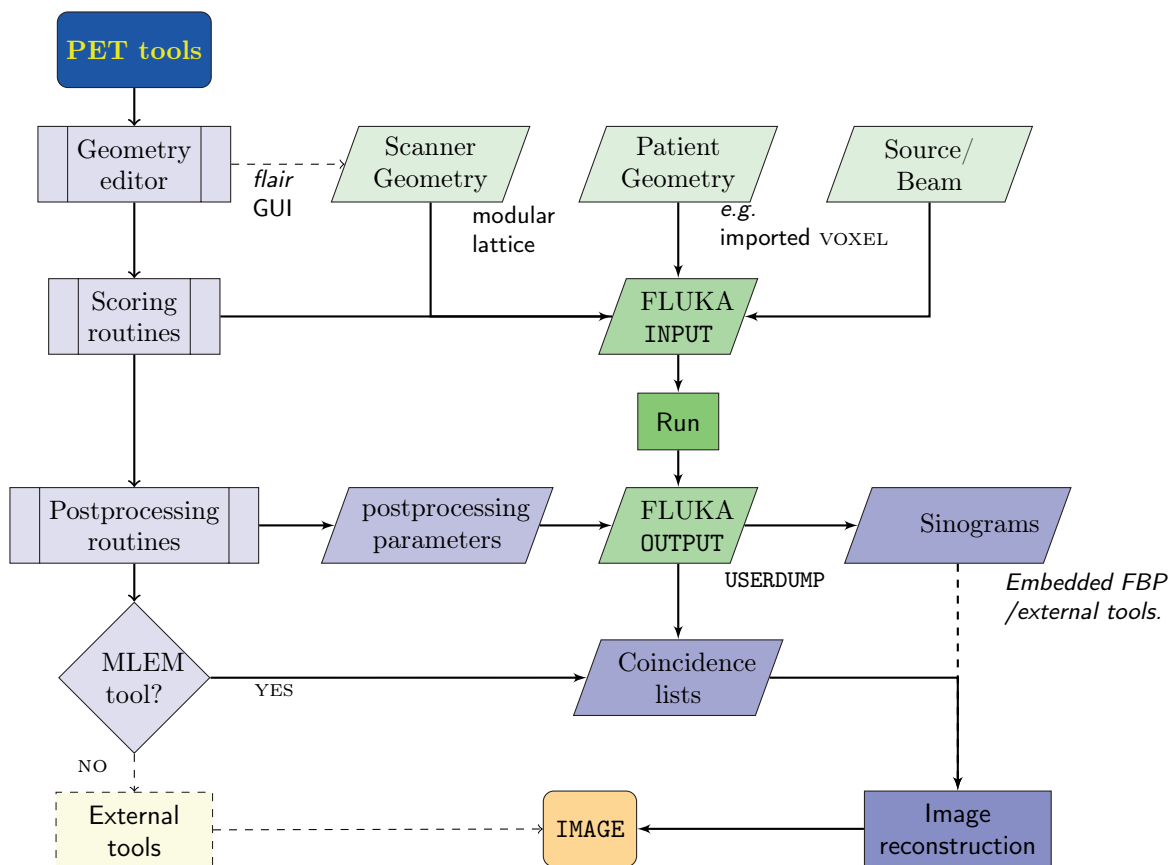 PET tools
Geometry
editor
flair
GUI
Scanner
Geometry
modular
lattice
Patient
Geometry
e.g.
imported VOXEL
Source/
Beam
Scoring
routines
FLUKA
INPUT
Run
Postprocessing
routines
postprocessing
parameters
FLUKA
OUTPUT
USERDUMP
Sinograms
Embedded FBP
/external tools.
MLEM
tool?
YES
Coincidence
lists
NO
External
tools
IMAGE
Image
reconstruction